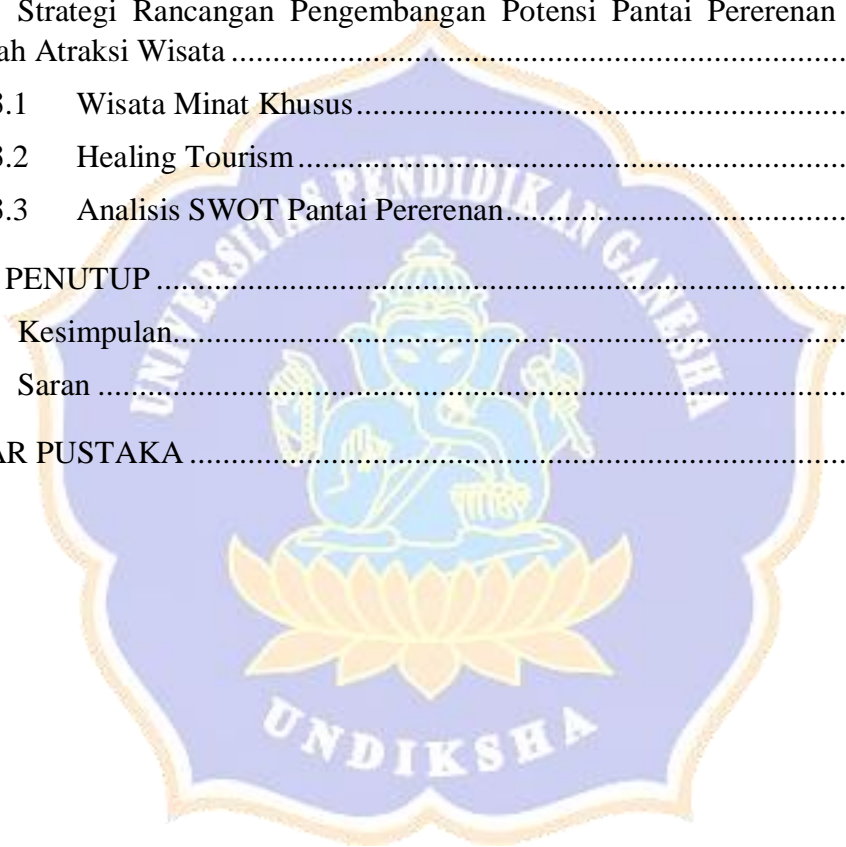 Strategi Rancangan Pengembangan Potensi Pantai Pererenan
ah Atraksi Wisata ........................................................................
3.1 Wisata Minat Khusus ........................................................
3.2 Healing Tourism ...............................................................
3.3 Analisis SWOT Pantai Pererenan .....................................
PENUTUP ..............................................................................
Kesimpulan ............................................................................
Saran ......................................................................................
AR PUSTAKA .........................................................................
UNIVERSITAS PENDIDIKAN GANESHA
UNDIKSHA